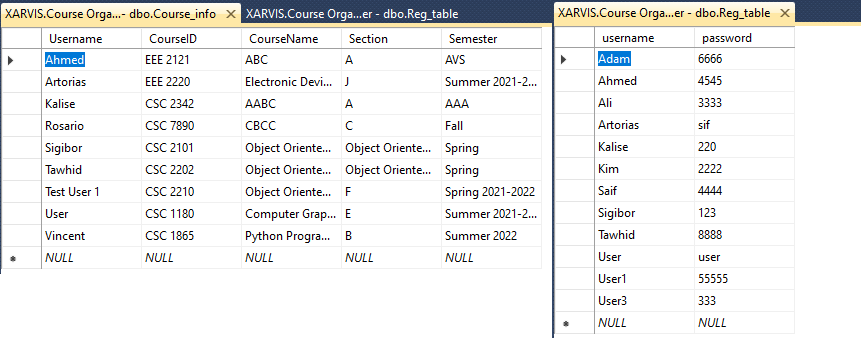 XARVIS.Course Orga...- dbo.Course_info × XARVIS.Course Orga...er - dbo.Reg_table
Username CourseID CourseName Section Semester
Ahmed EEE 2121 ABC A AVS
Artorias EEE 2220 Electronic Devi... J Summer 2021-2...
Kalise CSC 2342 AABC A AAA
Rosario CSC 7890 CBCC C Fall
Sigibor CSC 2101 Object Oriente... Object Oriente... Spring
Tawhid CSC 2202 Object Oriente... Object Oriente... Spring
Test User 1 CSC 2210 Object Oriente... F Spring 2021-2022
User CSC 1180 Computer Grap... E Summer 2021-2...
Vincent CSC 1865 Python Progra... B Summer 2022
NULL NULL NULL NULL NULL
XARVIS.Course Orga...er - dbo.Reg_table ×
username password
Adam 6666
Ahmed 4545
Ali 3333
Artorias sif
Kalise 220
Kim 2222
Saif 4444
Sigibor 123
Tawhid 8888
User user
User1 55555
User3 333
NULL NULL